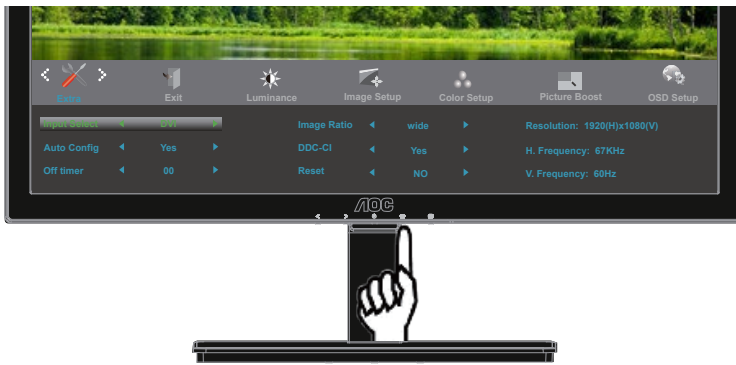 Extra Exit Luminance Image Setup Color Setup Picture Boost OSD Setup
Input Select DVI Image Ratio wide Resolution: 1920(H)x1080(V)
Auto Config Yes DDC-CI Yes H. Frequency: 67KHz
Off timer 00 Reset NO V. Frequency: 60Hz
AOC